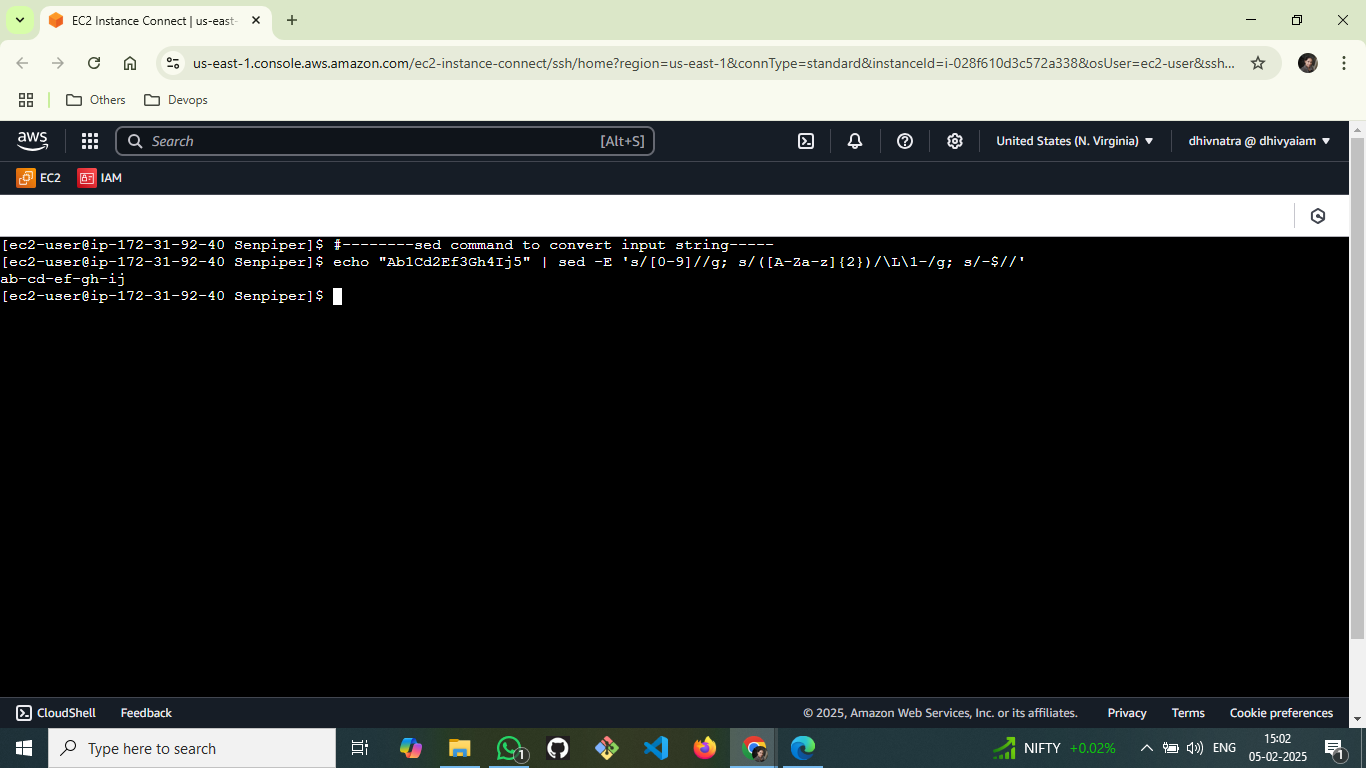 EC2 Instance Connect | us-east-
us-east-1.console.aws.amazon.com/ec2-instance-connect/ssh/home?region=us-east-1&connType=standard&instanceId=i-028f610d3c572a338&osUser=ec2-user&ssh...
Others Devops
aws Search [Alt+S] United States (N. Virginia) dhivnatra @ dhivyaiam
EC2 IAM
[ec2-user@ip-172-31-92-40 Senpiper]$ #--------sed command to convert input string-----
[ec2-user@ip-172-31-92-40 Senpiper]$ echo "Ab1Cd2Ef3Gh4Ij5" | sed -E 's/[0-9]//g; s/([A-Za-z]{2})/\L\1-/g; s/-$//'
ab-cd-ef-gh-ij
[ec2-user@ip-172-31-92-40 Senpiper]$
CloudShell Feedback © 2025, Amazon Web Services, Inc. or its affiliates. Privacy Terms Cookie preferences
Type here to search 1 NIFTY +0.02% ENG 15:02 1
05-02-2025